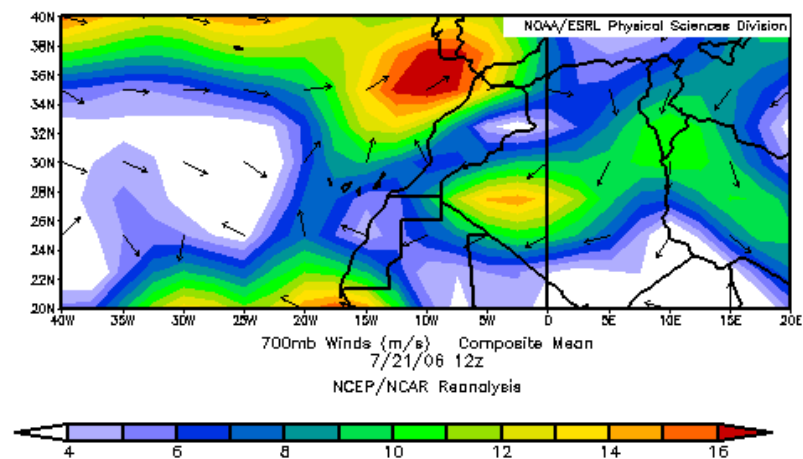 NOAA/ESRL Physical Sciences Division
40N
38N
36N
34N
32N
30N
28N
26N
24N
22N
20N
40W 35W 30W 25W 20W 15W 10W 5W 0 5E 10E 15E 20E
700mb Winds (m/s) Composite Mean
7/21/06 12z
NCEP/NCAR Reanalysis
4 6 8 10 12 14 16